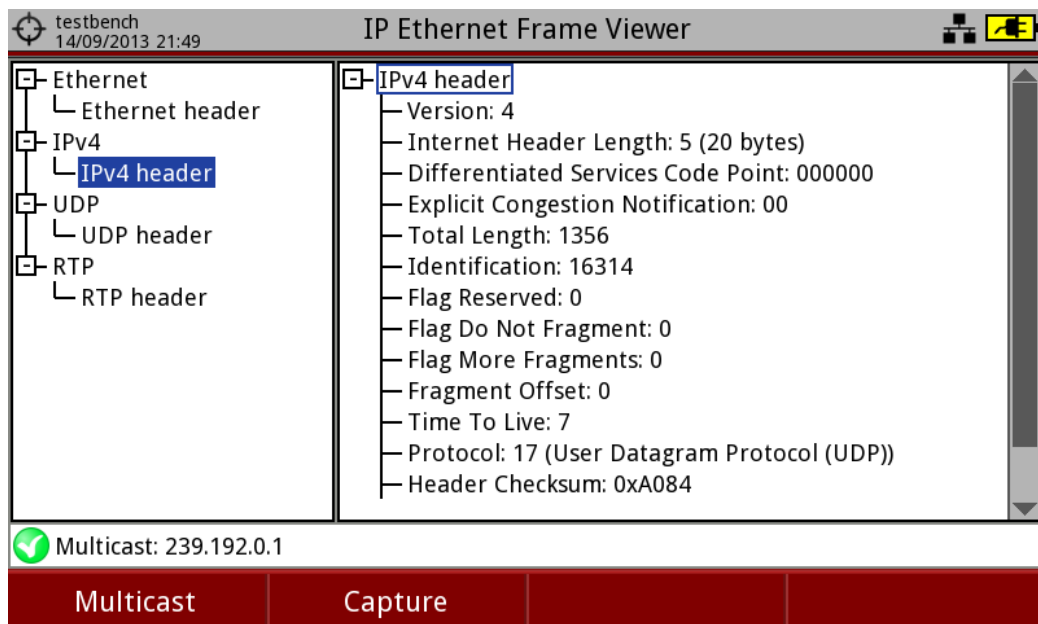 testbench
14/09/2013 21:49
IP Ethernet Frame Viewer
Ethernet
Ethernet header
IPv4
IPv4 header
UDP
UDP header
RTP
RTP header
IPv4 header
Version: 4
Internet Header Length: 5 (20 bytes)
Differentiated Services Code Point: 000000
Explicit Congestion Notification: 00
Total Length: 1356
Identification: 16314
Flag Reserved: 0
Flag Do Not Fragment: 0
Flag More Fragments: 0
Fragment Offset: 0
Time To Live: 7
Protocol: 17 (User Datagram Protocol (UDP))
Header Checksum: 0xA084
Multicast: 239.192.0.1
Multicast
Capture